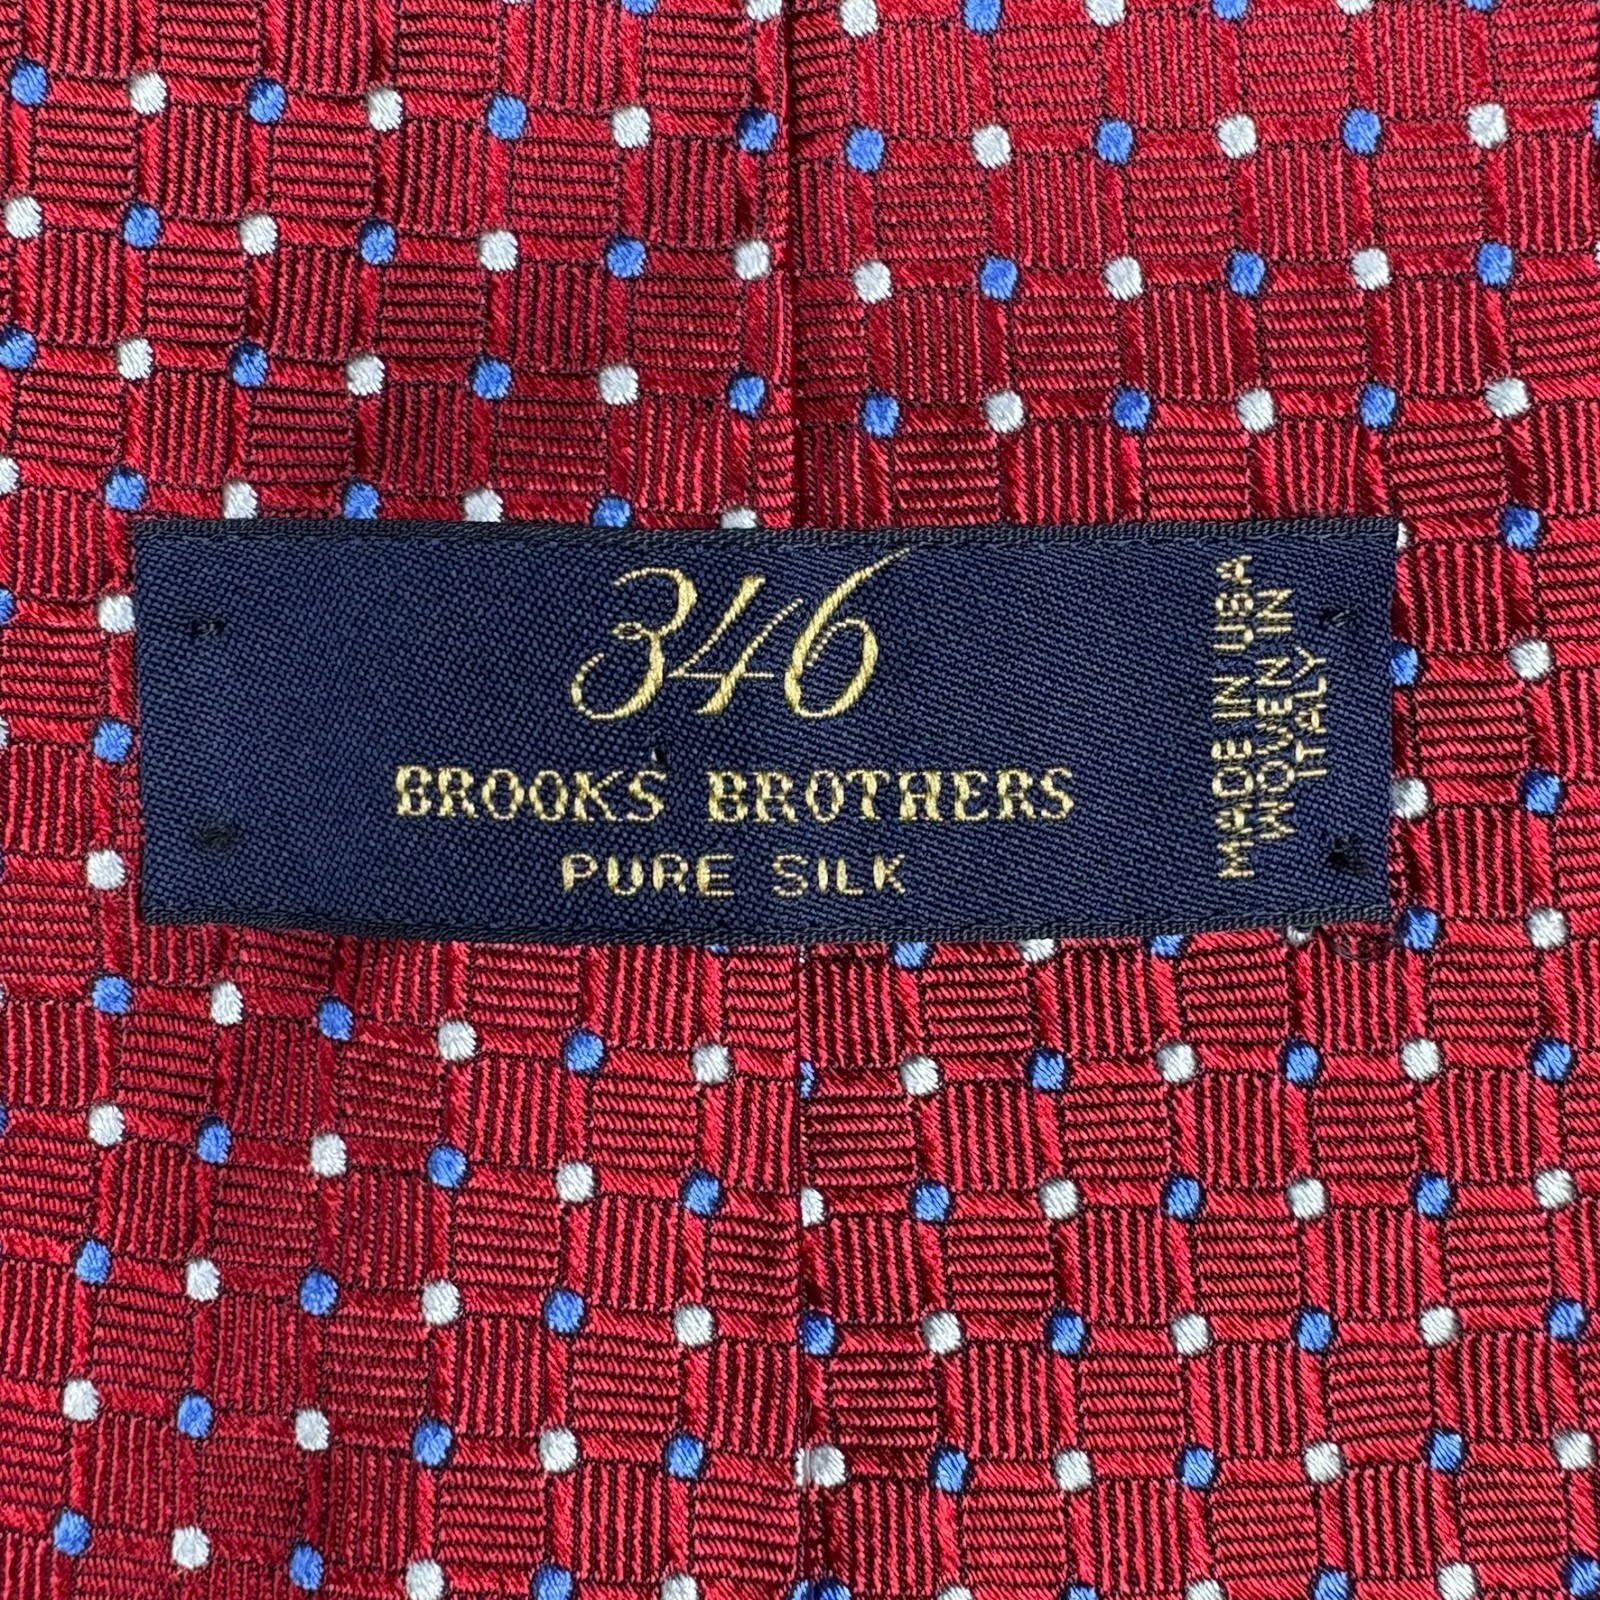 346
BROOKS BROTHERS
PURE SILK
MADE IN USA
WOVEN IN
ITALY